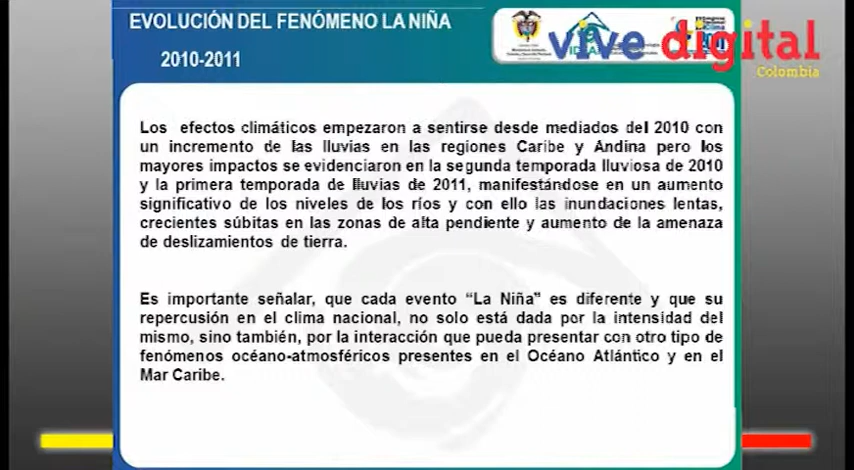 EVOLUCIÓN DEL FENÓMENO LA NIÑA
2010-2011
vive digital
Colombia
Los efectos climáticos empezaron a sentirse desde mediados del 2010 con
un incremento de las lluvias en las regiones Caribe y Andina pero los
mayores impactos se evidenciaron en la segunda temporada lluviosa de 2010
y la primera temporada de lluvias de 2011, manifestándose en un aumento
significativo de los niveles de los ríos y con ello las inundaciones lentas,
crecientes súbitas en las zonas de alta pendiente y aumento de la amenaza
de deslizamientos de tierra.
Es importante señalar, que cada evento “La Niña” es diferente y que su
repercusión en el clima nacional, no solo está dada por la intensidad del
mismo, sino también, por la interacción que pueda presentar con otro tipo de
fenómenos océano-atmosféricos presentes en el Océano Atlántico y en el
Mar Caribe.